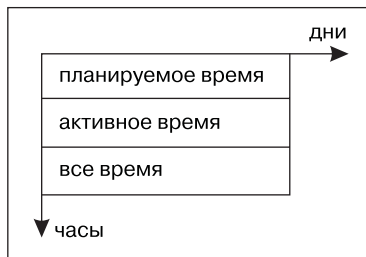 дни
планируемое время
активное время
все время
часы